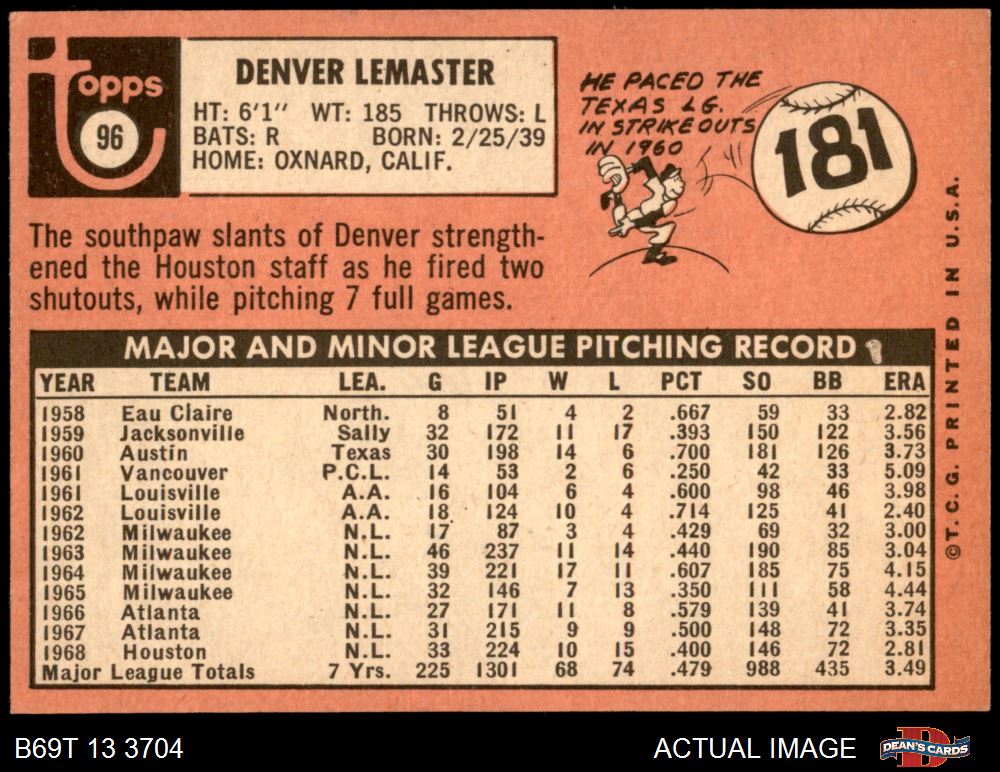 Topps
96
DENVER LEMASTER
HT: 6'1" WT: 185 THROWS: L
BATS: R BORN: 2/25/39
HOME: OXNARD, CALIF.
HE PACED THE
TEXAS LG.
IN STRIKEOUTS
IN 1960
181
The southpaw slants of Denver strength-
ened the Houston staff as he fired two
shutouts, while pitching 7 full games.
MAJOR AND MINOR LEAGUE PITCHING RECORD
YEAR TEAM LEA. G IP W L PCT SO BB ERA
1958 Eau Claire North. 8 51 4 2 .667 59 33 2.82
1959 Jacksonville Sally 32 172 11 17 .393 150 122 3.56
1960 Austin Texas 30 198 14 6 .700 181 126 3.73
1961 Vancouver P.C.L. 14 53 2 6 .250 42 33 5.09
1961 Louisville A.A. 16 104 6 4 .600 98 46 3.98
1962 Louisville A.A. 18 124 10 4 .714 125 41 2.40
1962 Milwaukee N.L. 17 87 3 4 .429 69 32 3.00
1963 Milwaukee N.L. 46 237 11 14 .440 190 85 3.04
1964 Milwaukee N.L. 39 221 17 11 .607 185 75 4.15
1965 Milwaukee N.L. 32 146 7 13 .350 111 58 4.44
1966 Atlanta N.L. 27 171 11 8 .579 139 41 3.74
1967 Atlanta N.L. 31 215 9 9 .500 148 72 3.35
1968 Houston N.L. 33 224 10 15 .400 146 72 2.81
Major League Totals 7 Yrs. 225 1301 68 74 .479 988 435 3.49
©T.C.G. PRINTED IN U.S.A.
B69T 13 3704
ACTUAL IMAGE
D
DEAN'S CARDS